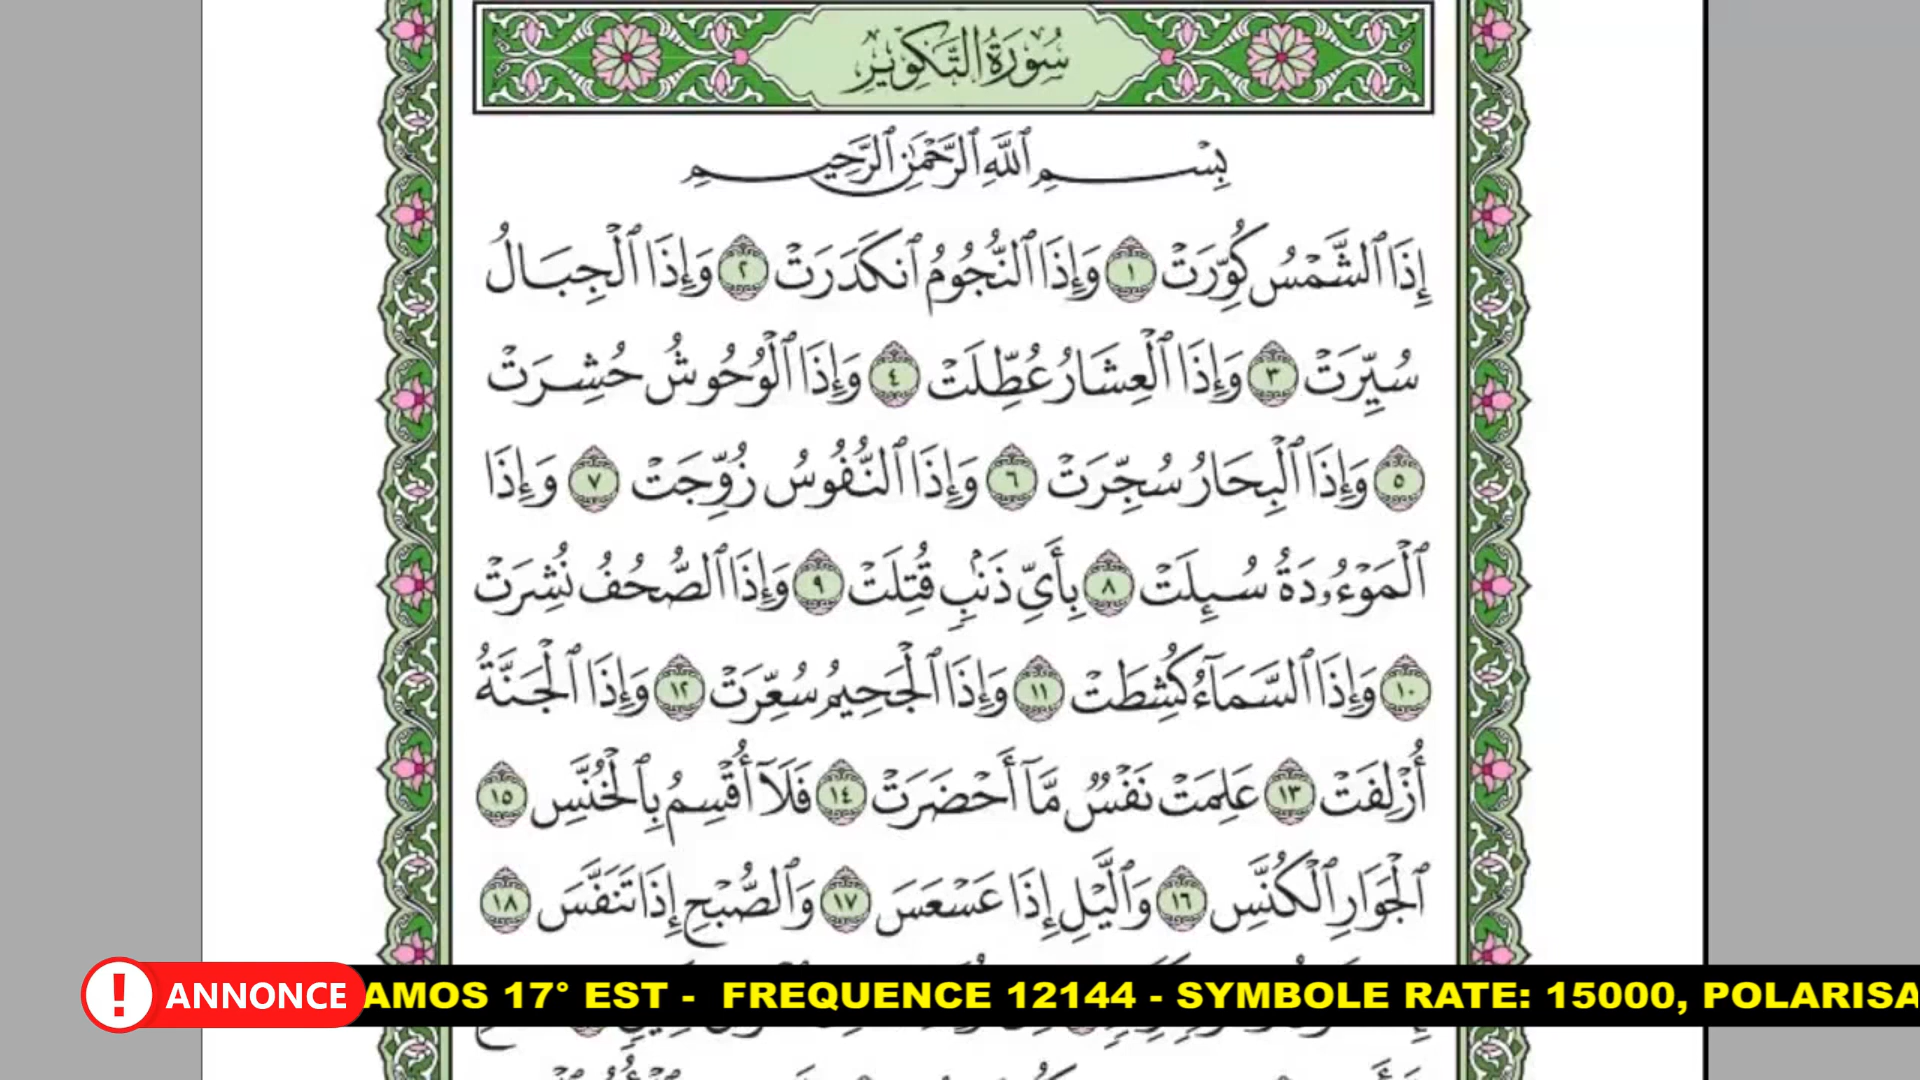 سُورَةُ التَّكْوِيرِ
بِسْمِ ٱللَّهِ ٱلرَّحْمَٰنِ ٱلرَّحِيمِ
إِذَا ٱلشَّمْسُ كُوِّرَتْ ١ وَإِذَا ٱلنُّجُومُ ٱنكَدَرَتْ ٢ وَإِذَا ٱلْجِبَالُ
سُيِّرَتْ ٣ وَإِذَا ٱلْعِشَارُ عُطِّلَتْ ٤ وَإِذَا ٱلْوُحُوشُ حُشِرَتْ
٥ وَإِذَا ٱلْبِحَارُ سُجِّرَتْ ٦ وَإِذَا ٱلنُّفُوسُ زُوِّجَتْ ٧ وَإِذَا
ٱلْمَوْءُۥدَةُ سُئِلَتْ ٨ بِأَيِّ ذَنۢبٍ قُتِلَتْ ٩ وَإِذَا ٱلصُّحُفُ نُشِرَتْ
١٠ وَإِذَا ٱلسَّمَآءُ كُشِطَتْ ١١ وَإِذَا ٱلْجَحِيمُ سُعِّرَتْ ١٢ وَإِذَا ٱلْجَنَّةُ
أُزْلِفَتْ ١٣ عَلِمَتْ نَفْسٌ مَّآ أَحْضَرَتْ ١٤ فَلَآ أُقْسِمُ بِٱلْخُنَّسِ ١٥
ٱلْجَوَارِ ٱلْكُنَّسِ ١٦ وَٱلَّيْلِ إِذَا عَسْعَسَ ١٧ وَٱلصُّبْحِ إِذَا تَنَفَّسَ ١٨
ANNONCE AMOS 17° EST - FREQUENCE 12144 - SYMBOLE RATE: 15000, POLARISA